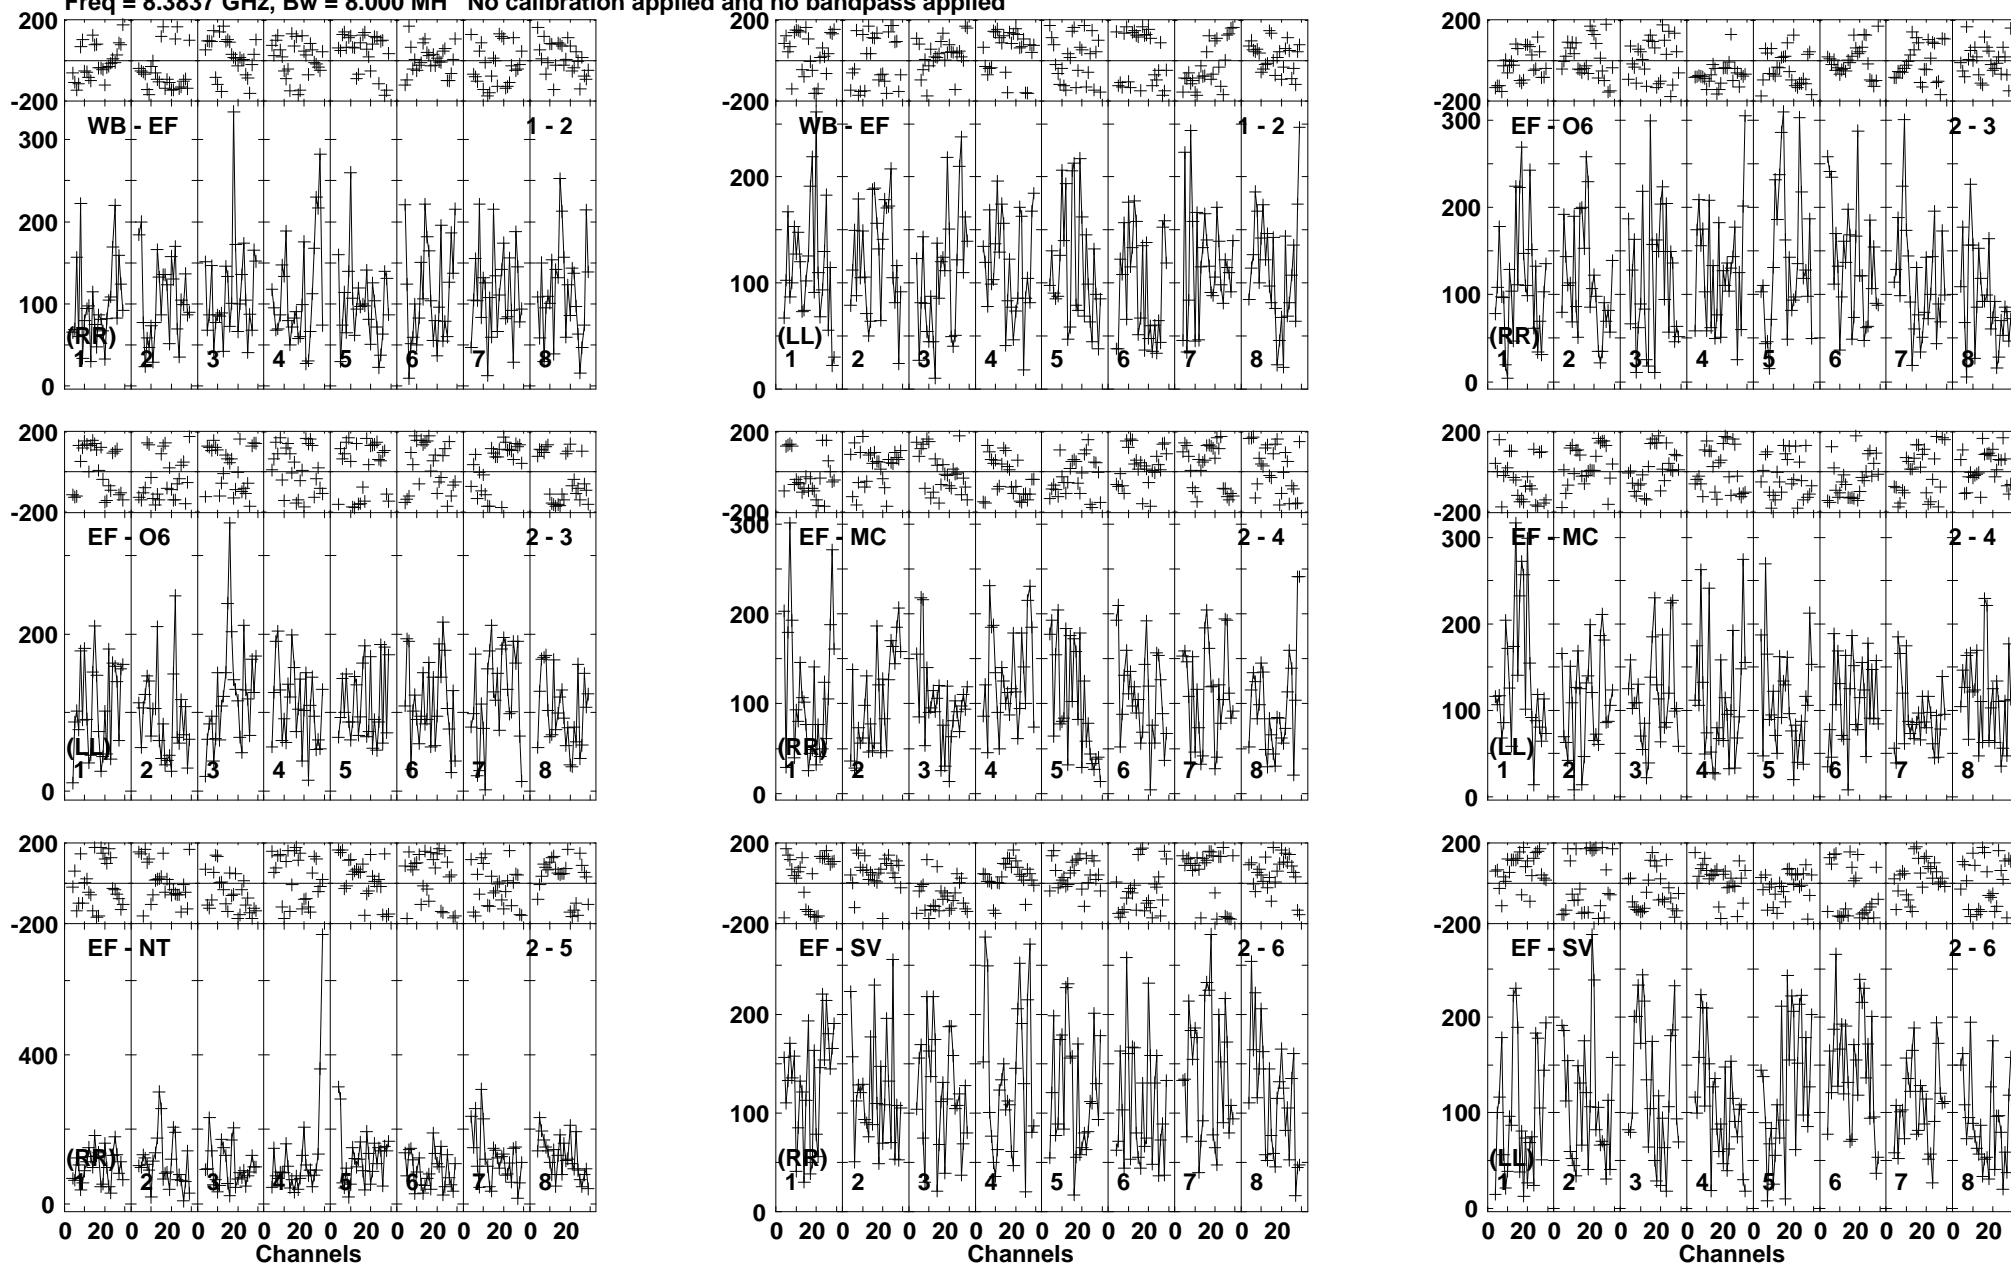 Freq = 8.3837 GHz, Bw = 8.000 MH No calibration applied and no bandpass applied
200 200 200
-200 -200 -200
WB - EF 1 - 2 WB - EF 1 - 2 EF - O6 2 - 3
300 300
200 200 200
100 100 100
(RR) (LL) (RR)
1 2 3 4 5 6 7 8 1 2 3 4 5 6 7 8 1 2 3 4 5 6 7 8
0 0 0
200 200 200
-200 -200 -200
EF - O6 2 - 3 EF - MC 2 - 4 EF - MC 2 - 4
300 300
200 200 200
100 100
(LL) (RR) (LL)
1 2 3 4 5 6 7 8 1 2 3 4 5 6 7 8 1 2 3 4 5 6 7 8
0 0 0
200 200 200
-200 -200 -200
EF - NT 2 - 5 EF - SV 2 - 6 EF - SV 2 - 6
400 200 200
100 100
(RR) (RR) (LL)
1 2 3 4 5 6 7 8 1 2 3 4 5 6 7 8 1 2 3 4 5 6 7 8
0 0 0
0 20 0 20 0 20 0 20 0 20 0 20 0 20 0 20 0 20 0 20 0 20 0 20 0 20 0 20 0 20 0 20 0 20 0 20 0 20 0 20 0 20 0 20 0 20 0 20
Channels Channels Channels